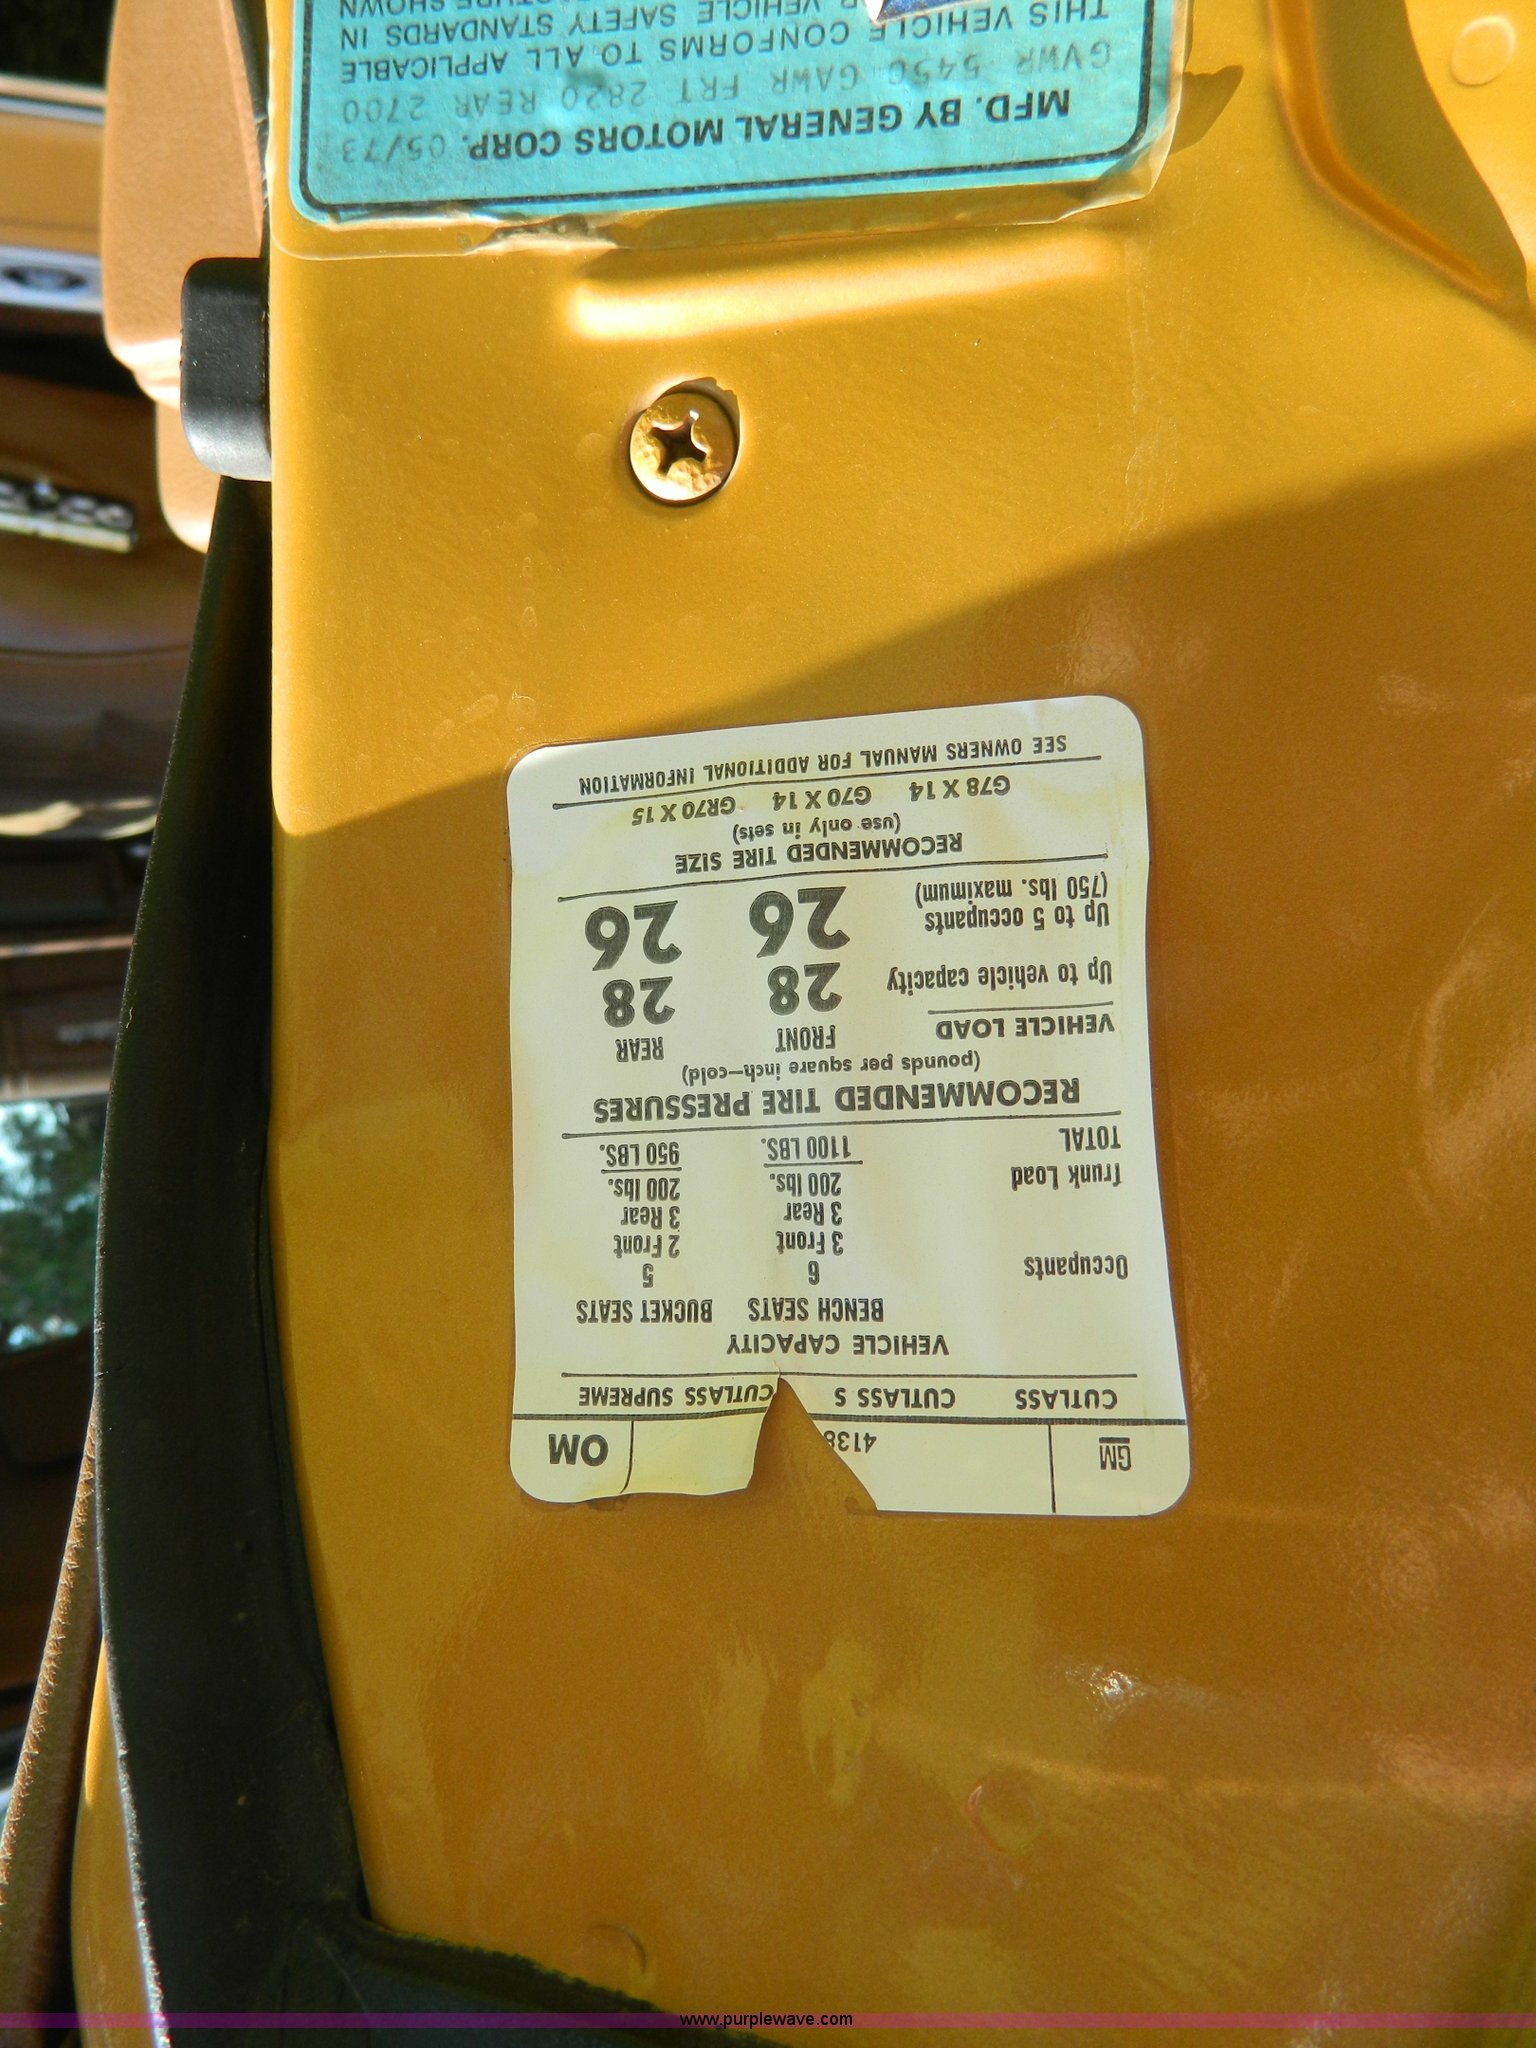 GM 4138 OM
CUTLASS CUTLASS S CUTLASS SUPREME
VEHICLE CAPACITY
BENCH SEATS BUCKET SEATS
Occupants 6 5
3 Front 2 Front
3 Rear 3 Rear
Trunk Load 200 lbs. 200 lbs.
TOTAL 1100 LBS. 950 LBS.
RECOMMENDED TIRE PRESSURES
(pounds per square inch—cold)
VEHICLE LOAD FRONT REAR
Up to vehicle capacity 28 28
Up to 5 occupants 26 26
(750 lbs. maximum)
RECOMMENDED TIRE SIZE
(use only in sets)
G78 X 14 G70 X 14 GR70 X 15
SEE OWNERS MANUAL FOR ADDITIONAL INFORMATION
MFD. BY GENERAL MOTORS CORP. 05/73
GVWR 5450 GAWR FRT 2820 REAR 2700
THIS VEHICLE CONFORMS TO ALL APPLICABLE
VEHICLE SAFETY STANDARDS IN
SHOWN
www.purplewave.com